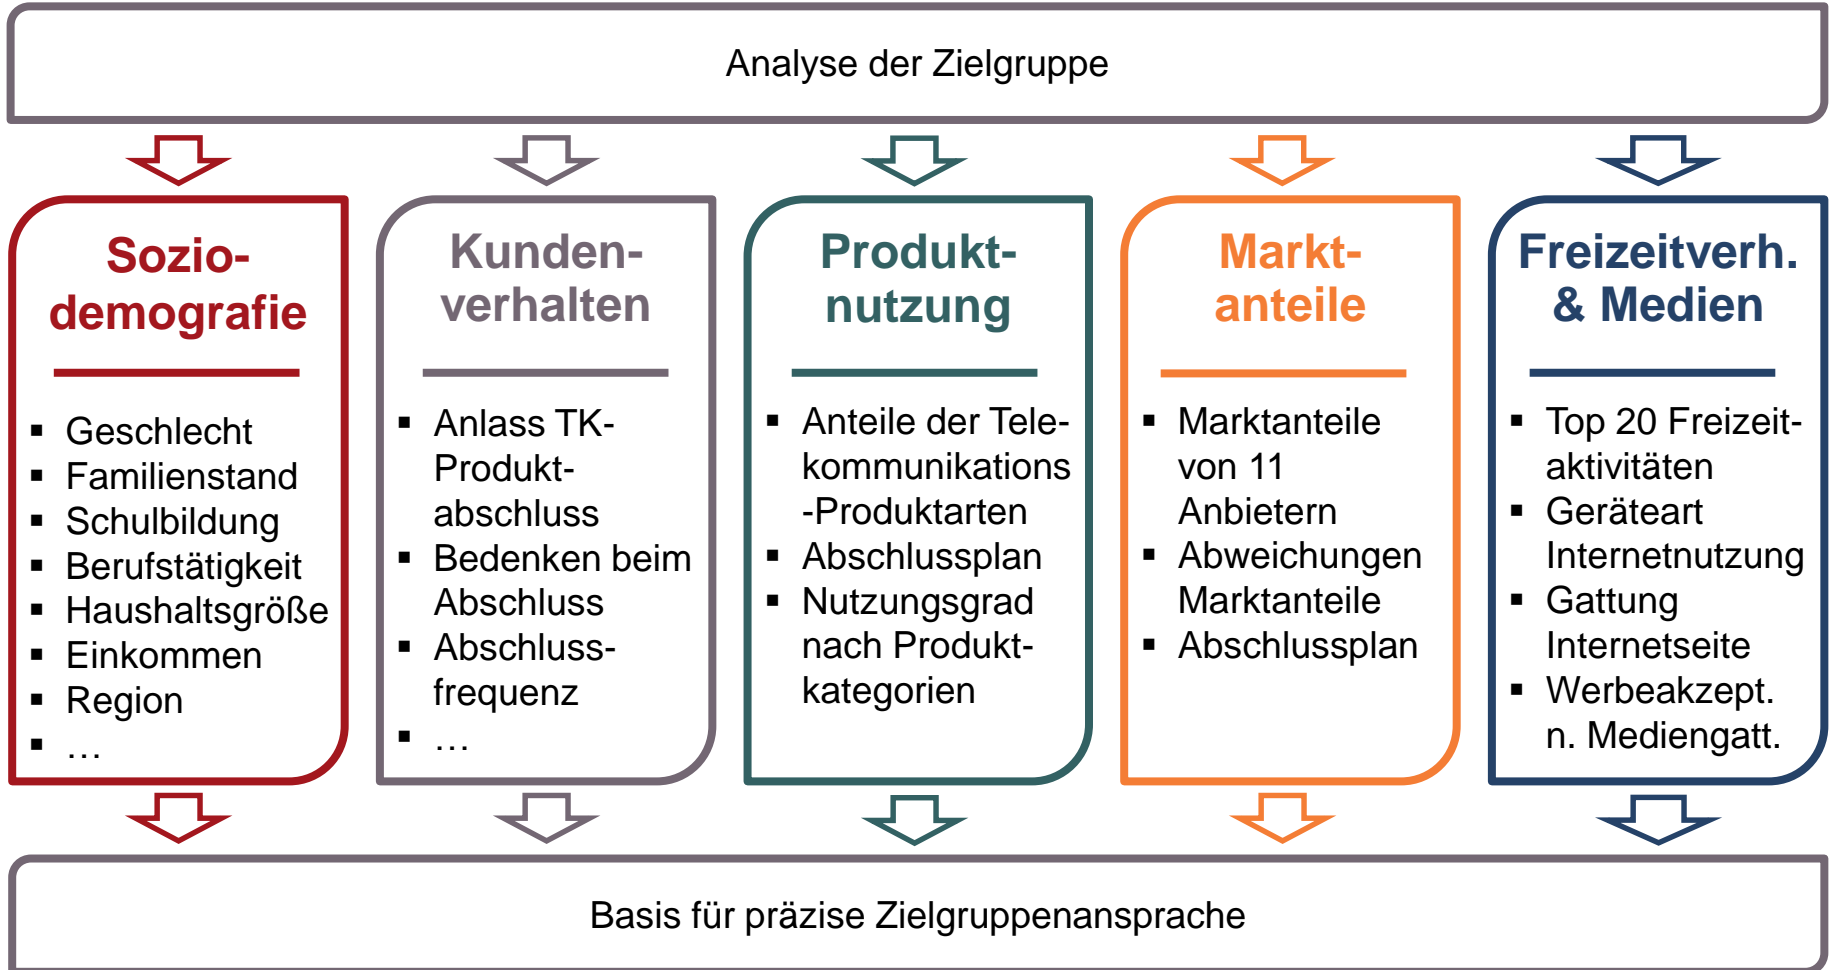 Analyse der Zielgruppe
Sozio-
demografie
▪ Geschlecht
▪ Familienstand
▪ Schulbildung
▪ Berufstätigkeit
▪ Haushaltsgröße
▪ Einkommen
▪ Region
▪ …
Kunden-
verhalten
▪ Anlass TK-
Produkt-
abschluss
▪ Bedenken beim
Abschluss
▪ Abschluss-
frequenz
▪ …
Produkt-
nutzung
▪ Anteile der Tele-
kommunikations
-Produktarten
▪ Abschlussplan
▪ Nutzungsgrad
nach Produkt-
kategorien
Markt-
anteile
▪ Marktanteile
von 11
Anbietern
▪ Abweichungen
Marktanteile
▪ Abschlussplan
Freizeitverh.
& Medien
▪ Top 20 Freizeit-
aktivitäten
▪ Geräteart
Internetnutzung
▪ Gattung
Internetseite
▪ Werbeakzept.
n. Mediengatt.
Basis für präzise Zielgruppenansprache